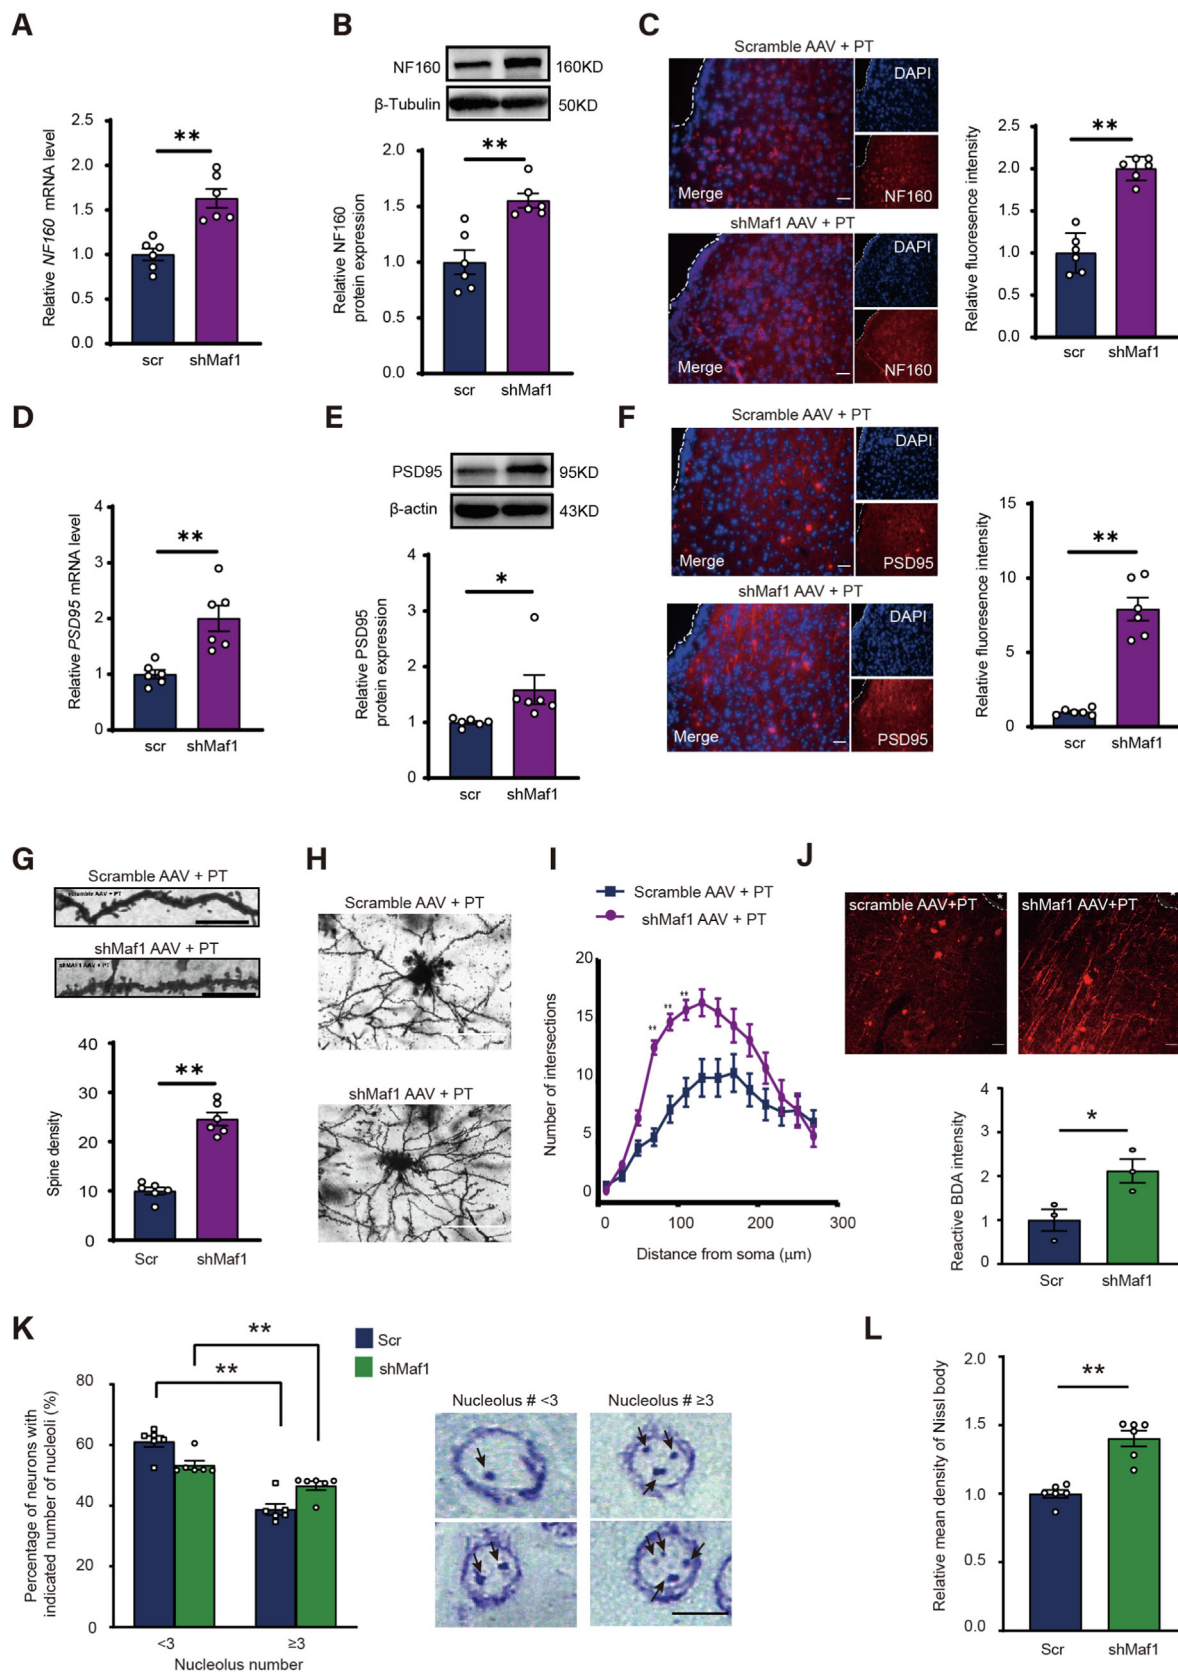 A
Relative NF160 mRNA level
2.5
2.0
1.5
1.0
0.5
0.0
**
scr
shMaf1
B
NF160
160KD
β-Tubulin
50KD
Relative NF160
protein expression
2.0
1.5
1.0
0.5
0.0
**
scr
shMaf1
C
Scramble AAV + PT
DAPI
Merge
NF160
shMaf1 AAV + PT
DAPI
Merge
NF160
Relative fluoresence intensity
2.5
2.0
1.5
1.0
0.5
0.0
**
scr
shMaf1
D
Relative PSD95 mRNA level
4
3
2
1
0
**
scr
shMaf1
E
PSD95
95KD
β-actin
43KD
Relative PSD95
protein expression
4
3
2
1
0
*
scr
shMaf1
F
Scramble AAV + PT
DAPI
Merge
PSD95
shMaf1 AAV + PT
DAPI
Merge
PSD95
Relative fluoresence intensity
15
10
5
0
**
scr
shMaf1
G
Scramble AAV + PT
scramble AAV + PT
shMaf1 AAV + PT
shMAF1 AAV + PT
Spine density
40
30
20
10
0
**
Scr
shMaf1
H
Scramble AAV + PT
shMaf1 AAV + PT
I
Scramble AAV + PT
shMaf1 AAV + PT
Number of intersections
20
15
10
5
0
**
**
**
0
100
200
300
Distance from soma (μm)
J
scramble AAV+PT
*
shMaf1 AAV+PT
*
Reactive BDA intensity
4
3
2
1
0
*
Scr
shMaf1
K
Scr
shMaf1
Percentage of neurons with
indicated number of nucleoli (%)
80
60
40
20
0
**
**
<3
≥3
Nucleolus number
Nucleolus # <3
Nucleolus # ≥3
L
Relative mean density of Nissl body
2.0
1.5
1.0
0.5
0.0
**
Scr
shMaf1